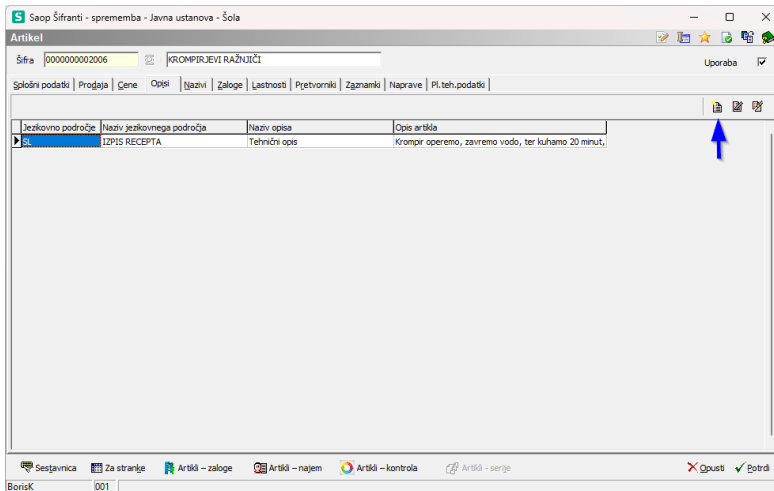 Saop Šifranti - sprememba - Javna ustanova - Šola
Artikel
Šifra 0000000002006 KROMPIRJEVI RAŽNJIČI Uporaba
Splošni podatki Prodaja Cene Opisi Nazivi Zaloge Lastnosti Pretvorniki Zaznamki Naprave Pl.teh.podatki
Jezikovno področje Naziv jezikovnega področja Naziv opisa Opis artikla
SL IZPIS RECEPTA Tehnični opis Krompir operemo, zavremo vodo, ter kuhamo 20 minut,
Sestavnica Za stranke Artikli – zaloge Artikli – najem Artikli – kontrola Artikli - serije Opusti Potrdi
BorisK 001